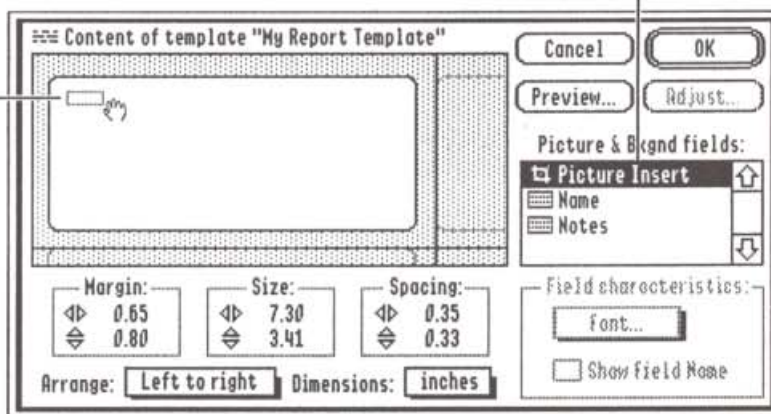 Content of template "My Report Template"
Cancel
OK
Preview...
Adjust...
Picture & Bkgnd fields:
Picture Insert
Name
Notes
Margin:
0.65
0.80
Size:
7.30
3.41
Spacing:
0.35
0.33
Field characteristics:
Font...
Show Field Name
Arrange: Left to right
Dimensions: inches